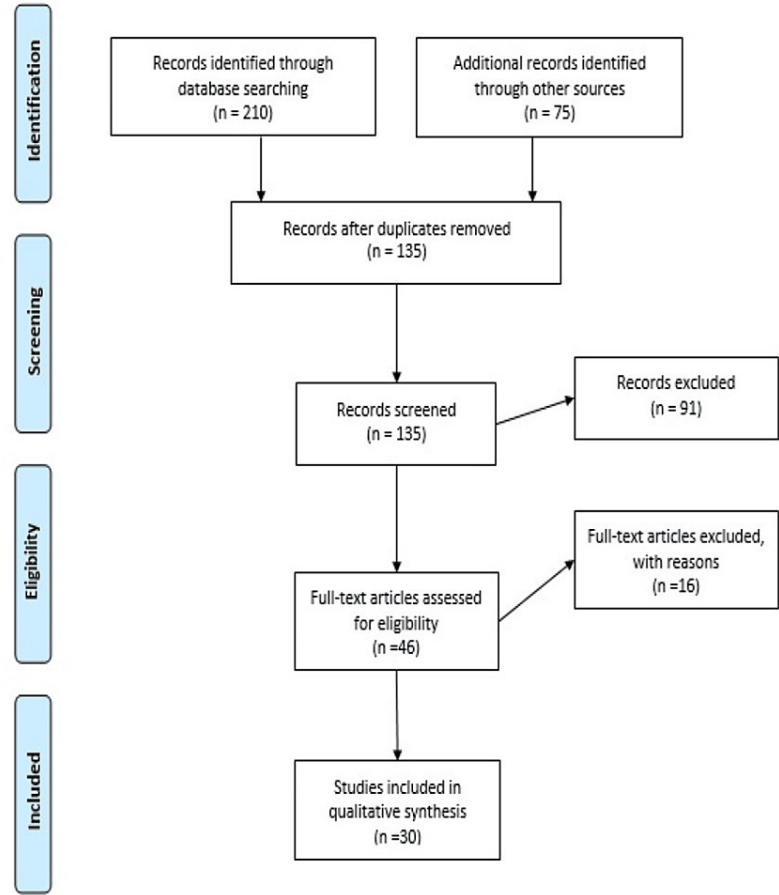 Identification
Records identified through
database searching
(n = 210)
Additional records identified
through other sources
(n = 75)
Records after duplicates removed
(n = 135)
Screening
Records screened
(n = 135)
Records excluded
(n = 91)
Eligibility
Full-text articles assessed
for eligibility
(n =46)
Full-text articles excluded,
with reasons
(n =16)
Included
Studies included in
qualitative synthesis
(n =30)